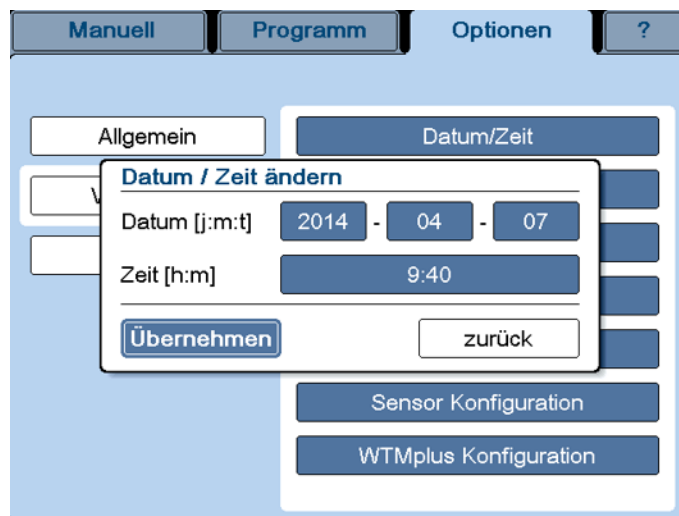 Manuell Programm Optionen ?
Allgemein Datum/Zeit
Datum / Zeit ändern
Datum [j:m:t] 2014 - 04 - 07
Zeit [h:m] 9:40
Übernehmen zurück
Sensor Konfiguration
WTMplus Konfiguration